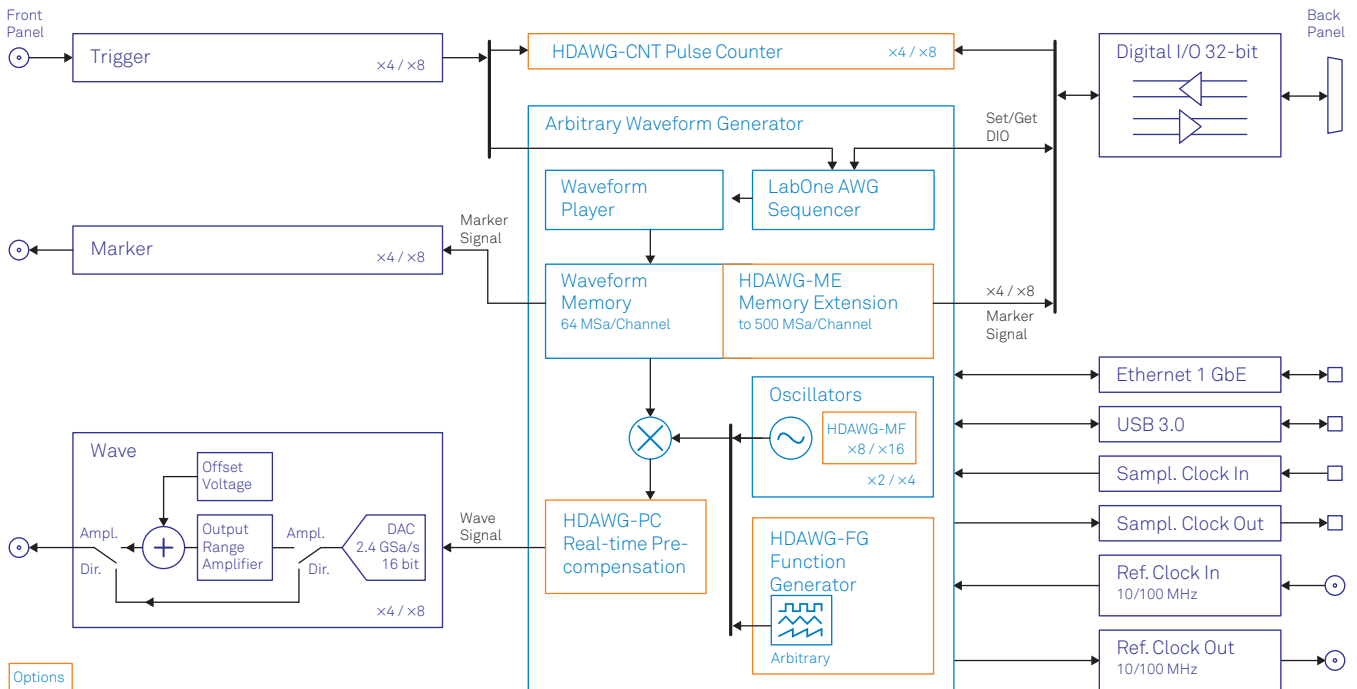 Front
Panel
Trigger
×4 / ×8
HDAWG-CNT Pulse Counter
×4 / ×8
Digital I/O 32-bit
Back
Panel
Arbitrary Waveform Generator
Set/Get
DIO
Waveform
Player
LabOne AWG
Sequencer
Marker
×4 / ×8
Marker
Signal
Waveform
Memory
64 MSa/Channel
HDAWG-ME
Memory Extension
to 500 MSa/Channel
×4 / ×8
Marker
Signal
Oscillators
HDAWG-MF
×8 / ×16
×2 / ×4
Ethernet 1 GbE
USB 3.0
Sampl. Clock In
Sampl. Clock Out
Ref. Clock In
10/100 MHz
Ref. Clock Out
10/100 MHz
Wave
Offset
Voltage
Ampl.
Dir.
Output
Range
Amplifier
Ampl.
Dir.
DAC
2.4 GSa/s
16 bit
×4 / ×8
Wave
Signal
HDAWG-PC
Real-time Pre-
compensation
HDAWG-FG
Function
Generator
Arbitrary
Options